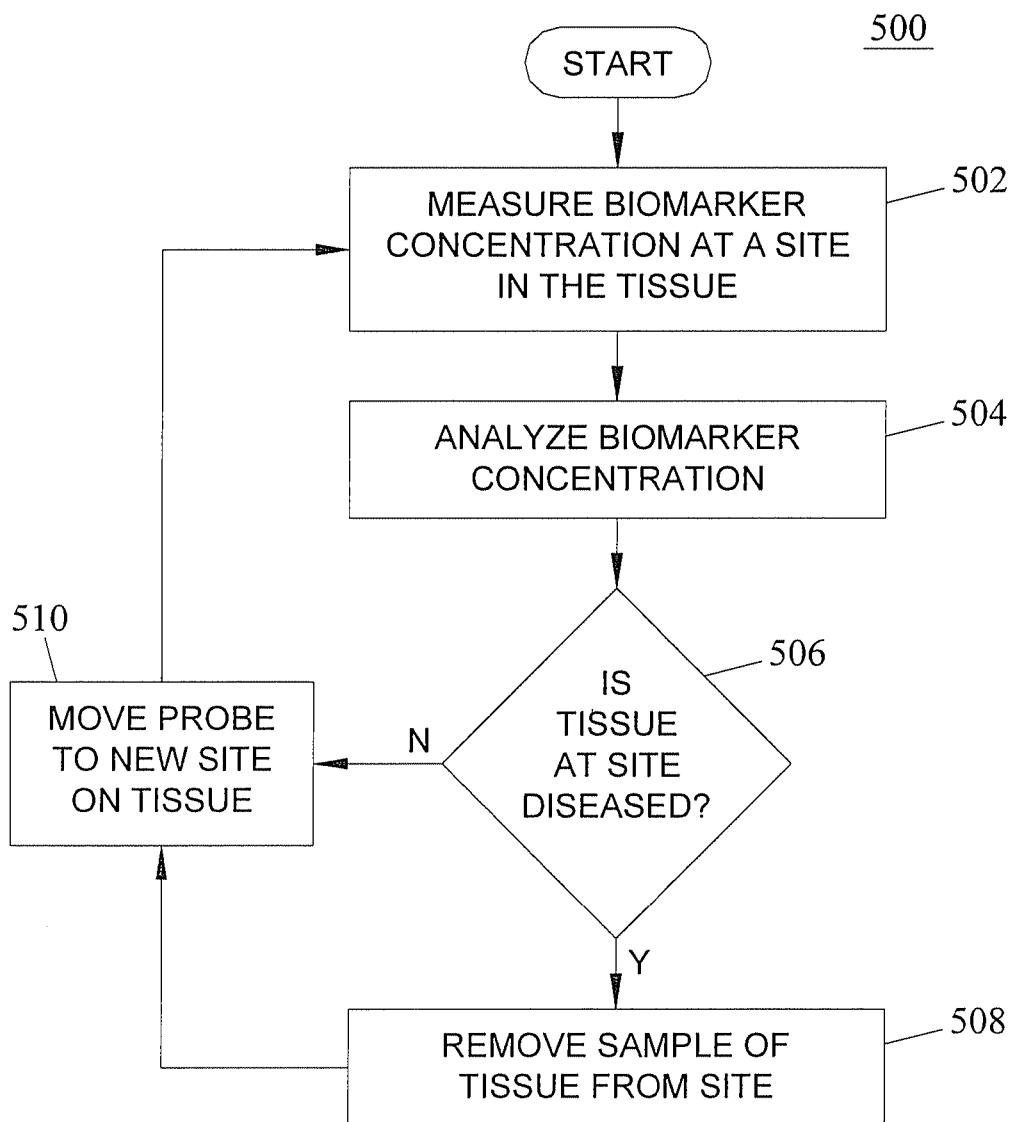 500
START
MEASURE BIOMARKER
CONCENTRATION AT A SITE
IN THE TISSUE
502
ANALYZE BIOMARKER
CONCENTRATION
504
IS
TISSUE
AT SITE
DISEASED?
506
N
Y
510
MOVE PROBE
TO NEW SITE
ON TISSUE
REMOVE SAMPLE OF
TISSUE FROM SITE
508